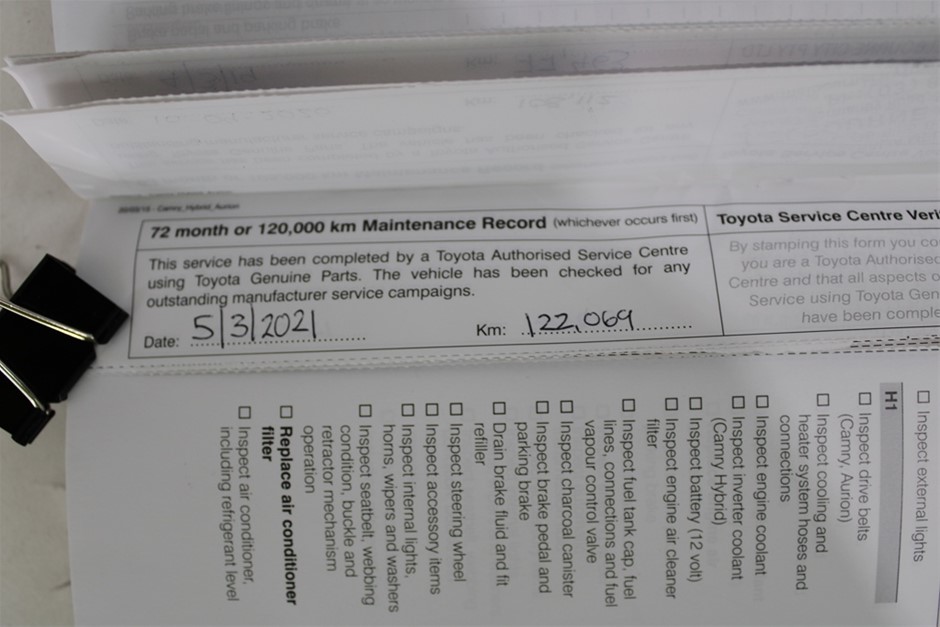 72 month or 120,000 km Maintenance Record (whichever occurs first)
This service has been completed by a Toyota Authorised Service Centre
using Toyota Genuine Parts. The vehicle has been checked for any
outstanding manufacturer service campaigns.
Date: 5/3/2021
Km: 122,069
Toyota Service Centre
By stamping this form you
you are a Toyota
Centre and that all aspects
Service using Toyota
have been
☐ Inspect external lights
H1
☐ Inspect drive belts
(Camry, Aurion)
☐ Inspect cooling and
heater system hoses and
connections
☐ Inspect engine coolant
☐ Inspect inverter coolant
(Camry Hybrid)
☐ Inspect battery (12 volt)
☐ Inspect engine air cleaner
filter
☐ Inspect fuel tank cap, fuel
lines, connections and fuel
vapour control valve
☐ Inspect charcoal canister
☐ Inspect brake pedal and
parking brake
☐ Drain brake fluid and fit
refiller
☐ Inspect steering wheel
☐ Inspect accessory items
☐ Inspect internal lights,
horns, wipers and washers
☐ Inspect seatbelt, webbing
condition, buckle and
retractor mechanism
operation
☐ Replace air conditioner
filter
☐ Inspect air conditioner,
including refrigerant level